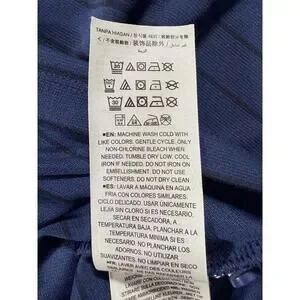 TANPA HIASAN /
■EN: MACHINE WASH COLD WITH
LIKE COLORS, GENTLE CYCLE, ONLY
NON-CHLORINE BLEACH WHEN
NEEDED. TUMBLE DRY LOW. COOL
IRON IF NEEDED. DO NOT IRON ON
EMBELLISHMENT. DO NOT USE
SOFTENERS, DO NOT DRY CLEAN
■ES: LAVAR A MÁQUINA EN AGUA
FRIA CON COLORES SIMILARES.
CICLO DELICADO. USAR ÚNICAMENTE
LEJIA SIN CLORO SI ES NECESARIO.
SECAR EN SECADORA, A
TEMPERATURA BAJA. PLANCHAR A
TEMPERATURA MÍNIMA SI ES
NECESARIO. NO PLANCHAR LOS
ADORNOS. NO UTILIZAR
SUAVIZANTES. NO LIMPIAR EN SECO